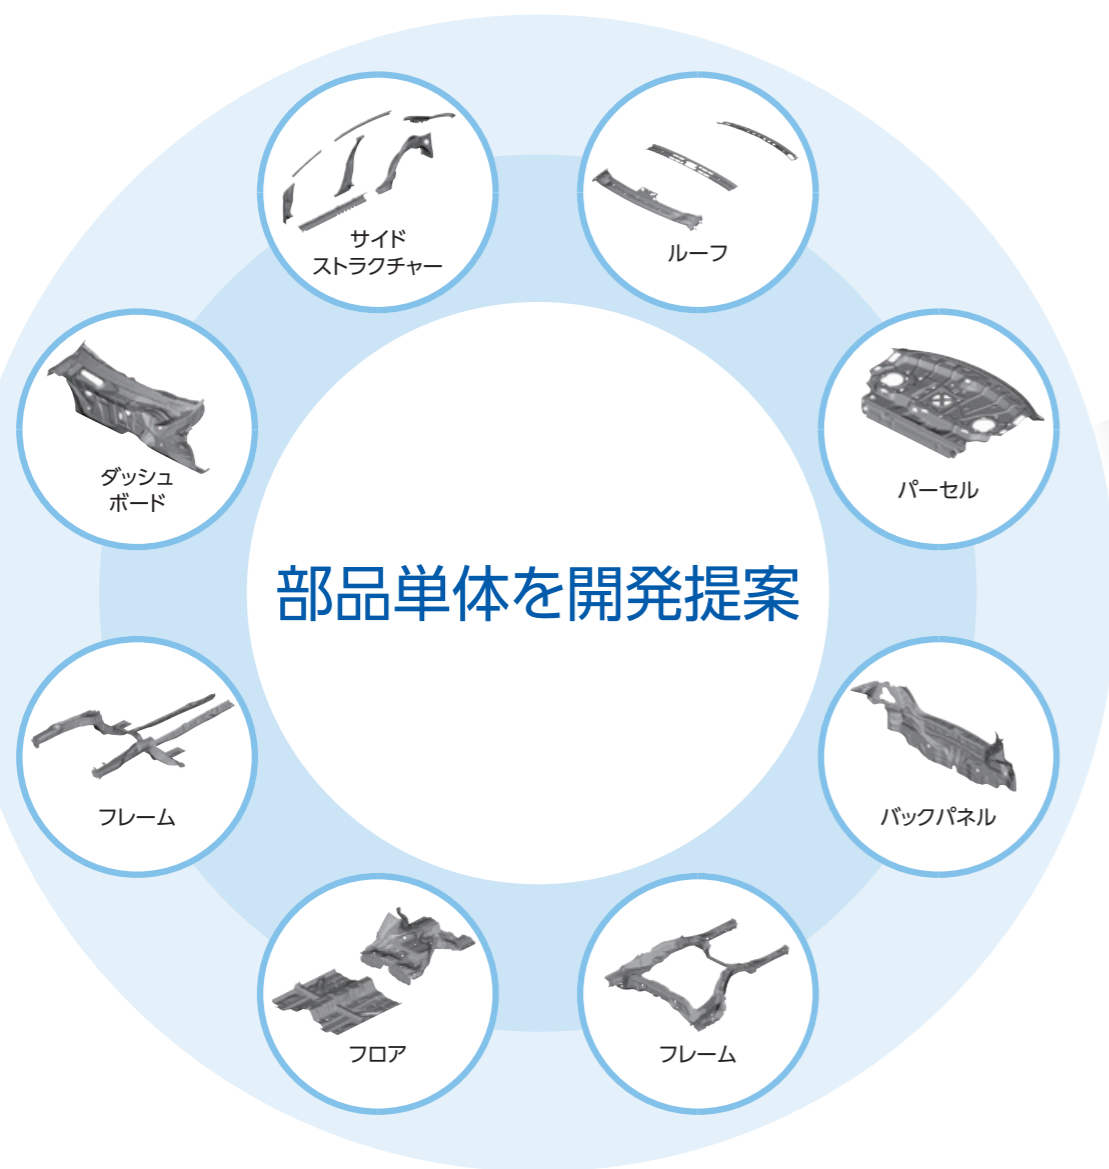 サイド
ストラクチャー
ルーフ
ダッシュ
ボード
パーセル
部品単体を開発提案
フレーム
バックパネル
フロア
フレーム